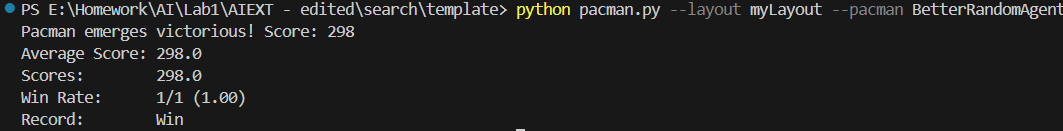 PS E:\Homework\AI\Lab1\AIEXT - edited\search\template> python pacman.py --layout myLayout --pacman BetterRandomAgent
Pacman emerges victorious! Score: 298
Average Score: 298.0
Scores:        298.0
Win Rate:      1/1 (1.00)
Record:        Win